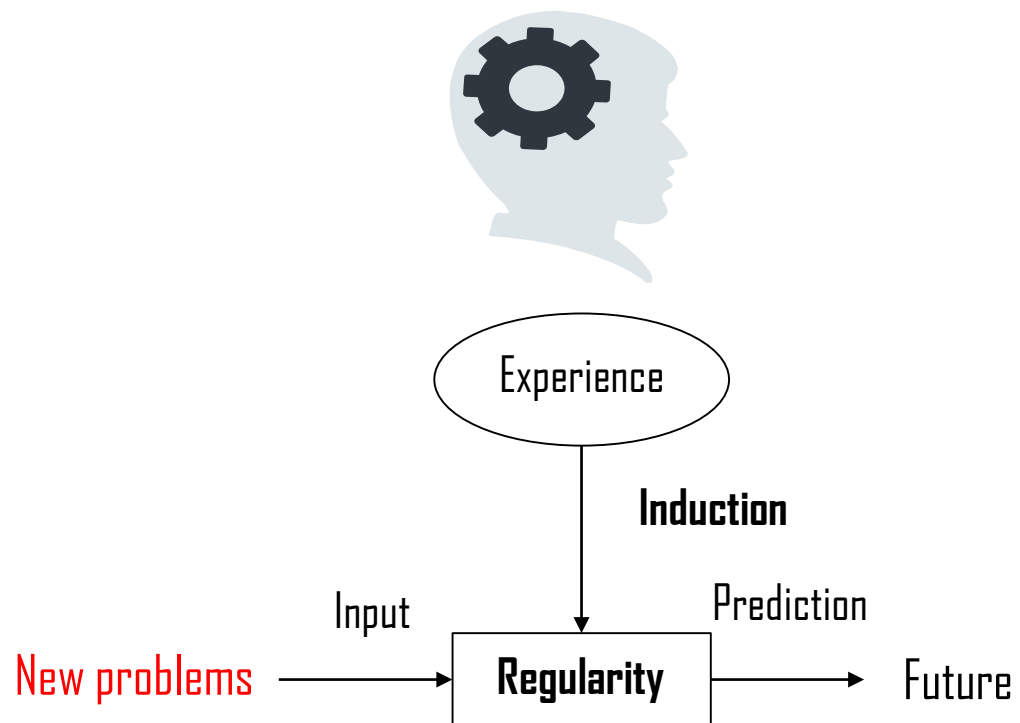 Experience
Induction
Input
Prediction
New problems
Regularity
Future